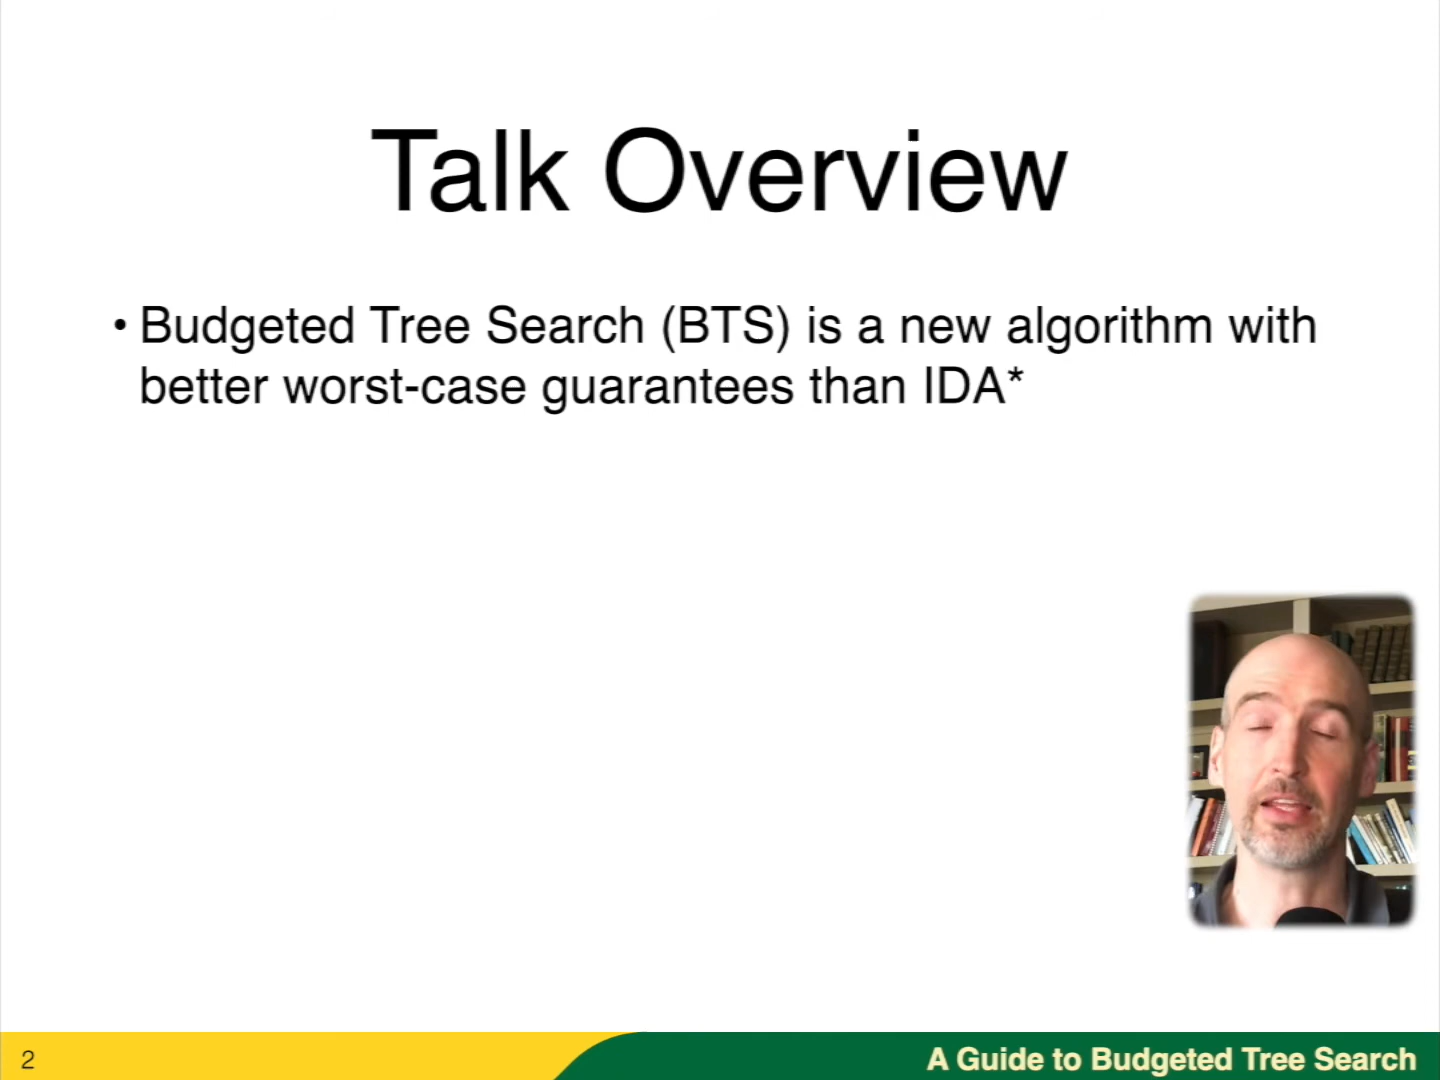 Talk Overview
• Budgeted Tree Search (BTS) is a new algorithm with
better worst-case guarantees than IDA*
2
A Guide to Budgeted Tree Search